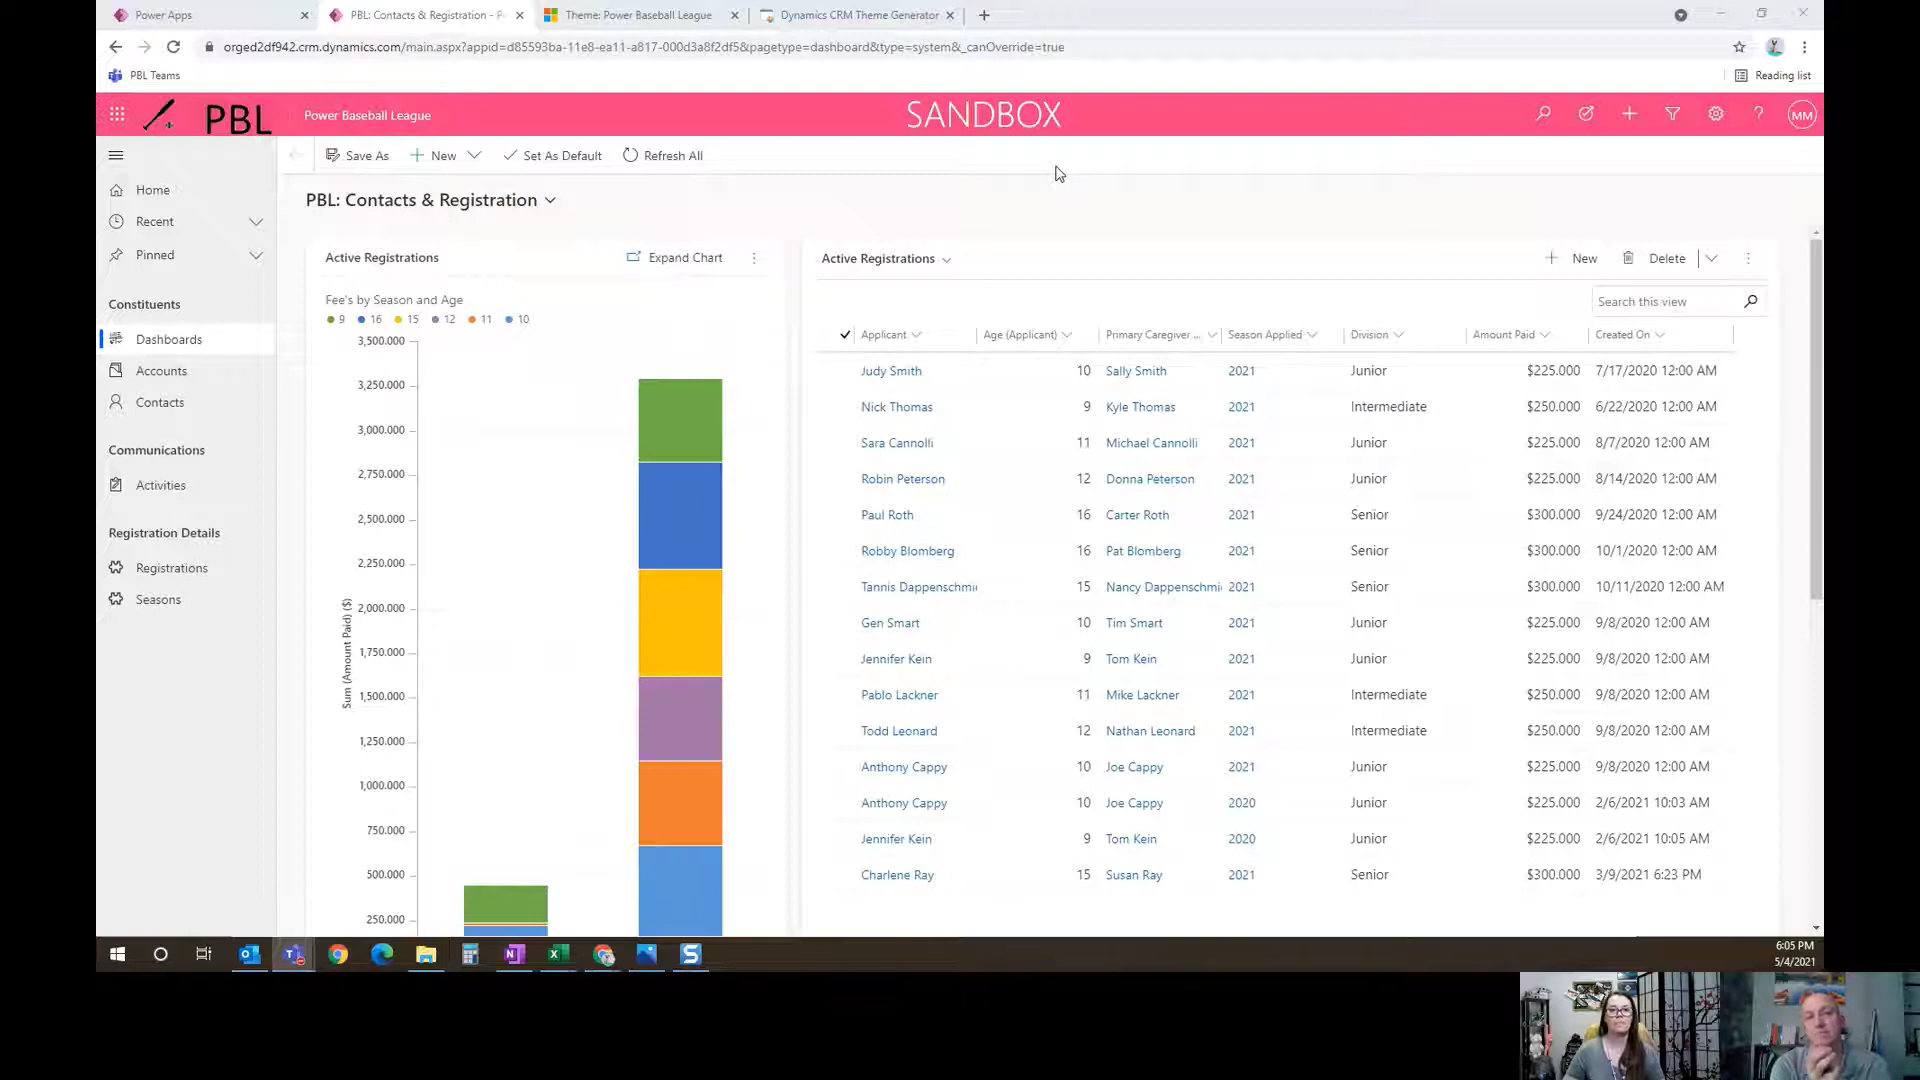 Power Apps
PBL: Contacts & Registration - P
Theme: Power Baseball League
Dynamics CRM Theme Generator
orged2df942.crm.dynamics.com/main.aspx?appid=d85593ba-11e8-ea11-a817-000d3a8f2df5&pagetype=dashboard&type=system&_canOverride=true
PBL Teams
Reading list
PBL
Power Baseball League
SANDBOX
MM
Save As
New
Set As Default
Refresh All
Home
Recent
Pinned
Constituents
Dashboards
Accounts
Contacts
Communications
Activities
Registration Details
Registrations
Seasons
PBL: Contacts & Registration
Active Registrations
Expand Chart
Fee's by Season and Age
9 16 15 12 11 10
3,500.000
3,250.000
3,000.000
2,750.000
2,500.000
2,250.000
2,000.000
1,750.000
1,500.000
1,250.000
1,000.000
750.000
500.000
250.000
Sum (Amount Paid) ($)
Active Registrations
New
Delete
Search this view
Applicant Age (Applicant) Primary Caregiver ... Season Applied Division Amount Paid Created On
Judy Smith 10 Sally Smith 2021 Junior $225.000 7/17/2020 12:00 AM
Nick Thomas 9 Kyle Thomas 2021 Intermediate $250.000 6/22/2020 12:00 AM
Sara Cannolli 11 Michael Cannolli 2021 Junior $225.000 8/7/2020 12:00 AM
Robin Peterson 12 Donna Peterson 2021 Junior $225.000 8/14/2020 12:00 AM
Paul Roth 16 Carter Roth 2021 Senior $300.000 9/24/2020 12:00 AM
Robby Blomberg 16 Pat Blomberg 2021 Senior $300.000 10/1/2020 12:00 AM
Tannis Dappenschmi 15 Nancy Dappenschmi 2021 Senior $300.000 10/11/2020 12:00 AM
Gen Smart 10 Tim Smart 2021 Junior $225.000 9/8/2020 12:00 AM
Jennifer Kein 9 Tom Kein 2021 Junior $225.000 9/8/2020 12:00 AM
Pablo Lackner 11 Mike Lackner 2021 Intermediate $250.000 9/8/2020 12:00 AM
Todd Leonard 12 Nathan Leonard 2021 Intermediate $250.000 9/8/2020 12:00 AM
Anthony Cappy 10 Joe Cappy 2021 Junior $225.000 9/8/2020 12:00 AM
Anthony Cappy 10 Joe Cappy 2020 Junior $225.000 2/6/2021 10:03 AM
Jennifer Kein 9 Tom Kein 2020 Junior $225.000 2/6/2021 10:05 AM
Charlene Ray 15 Susan Ray 2021 Senior $300.000 3/9/2021 6:23 PM
6:05 PM
5/4/2021